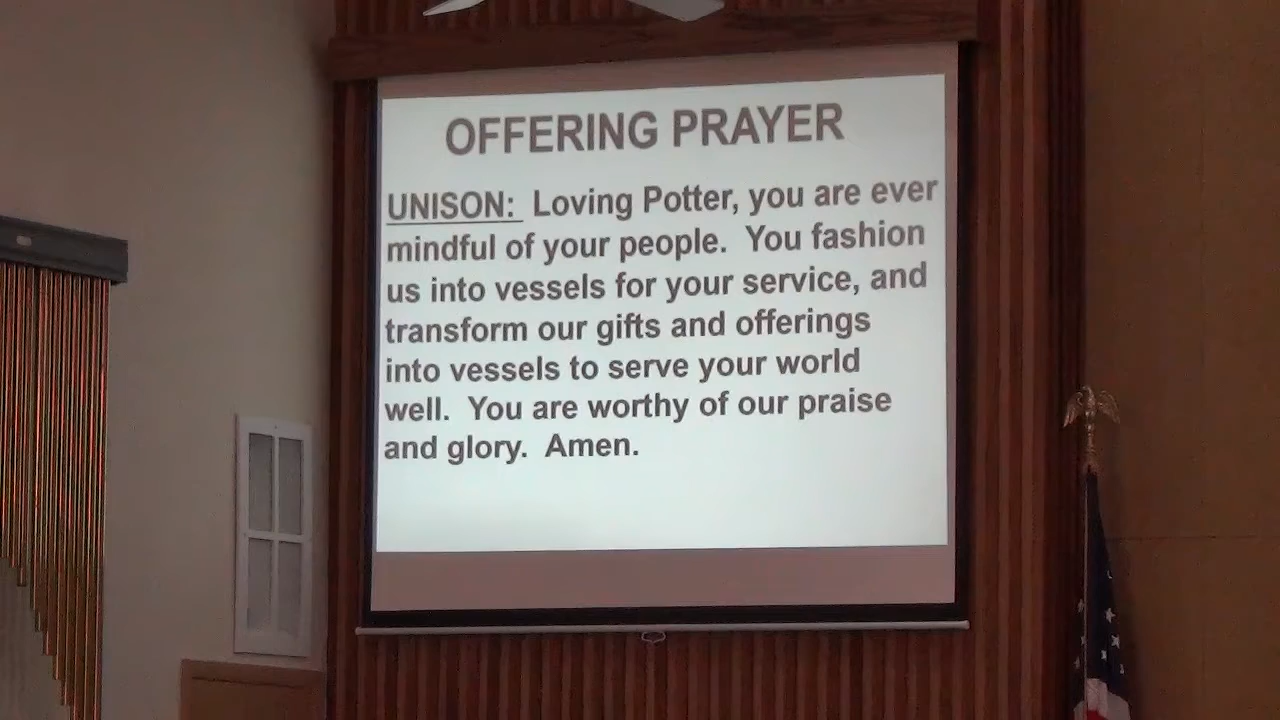 OFFERING PRAYER
UNISON: Loving Potter, you are ever
mindful of your people. You fashion
us into vessels for your service, and
transform our gifts and offerings
into vessels to serve your world
well. You are worthy of our praise
and glory. Amen.